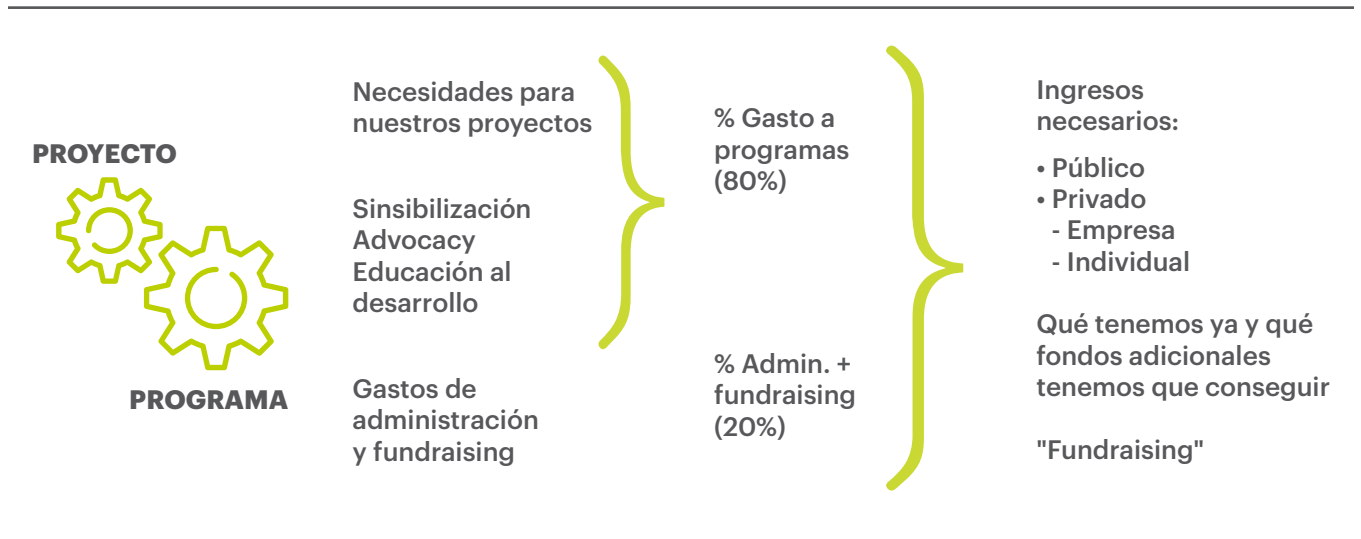 PROYECTO
PROGRAMA
Necesidades para
nuestros proyectos
Sinsibilización
Advocacy
Educación al
desarrollo
Gastos de
administración
y fundraising
% Gasto a
programas
(80%)
% Admin. +
fundraising
(20%)
Ingresos
necesarios:
• Público
• Privado
- Empresa
- Individual
Qué tenemos ya y qué
fondos adicionales
tenemos que conseguir
"Fundraising"